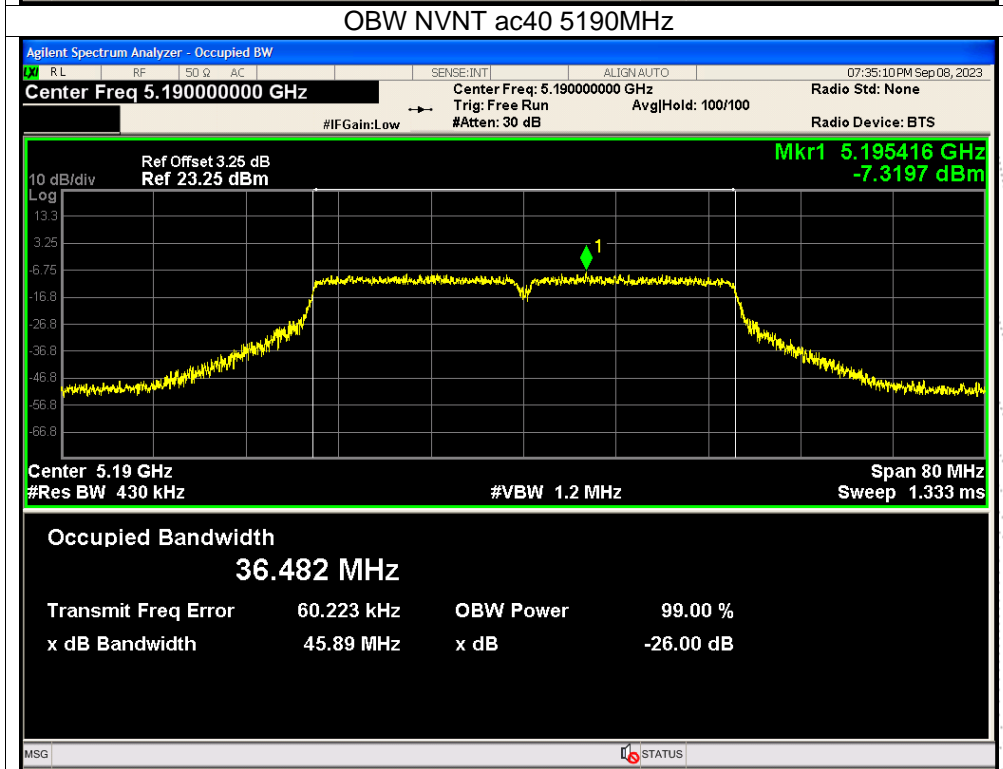 OBW NVNT ac40 5190MHz
Agilent Spectrum Analyzer - Occupied BW
LXI RL RF 50 Ω AC SENSE:INT ALIGN AUTO 07:35:10 PM Sep 08, 2023
Center Freq 5.190000000 GHz Center Freq: 5.190000000 GHz Radio Std: None
Trig: Free Run Avg|Hold: 100/100
#IFGain:Low #Atten: 30 dB Radio Device: BTS
Mkr1 5.195416 GHz
-7.3197 dBm
Ref Offset 3.25 dB
10 dB/div Ref 23.25 dBm
Log
13.3
3.25
-6.75
-16.8
-26.8
-36.8
-46.8
-56.8
-66.8
1
Center 5.19 GHz Span 80 MHz
#Res BW 430 kHz #VBW 1.2 MHz Sweep 1.333 ms
Occupied Bandwidth
36.482 MHz
Transmit Freq Error 60.223 kHz OBW Power 99.00 %
x dB Bandwidth 45.89 MHz x dB -26.00 dB
MSG STATUS